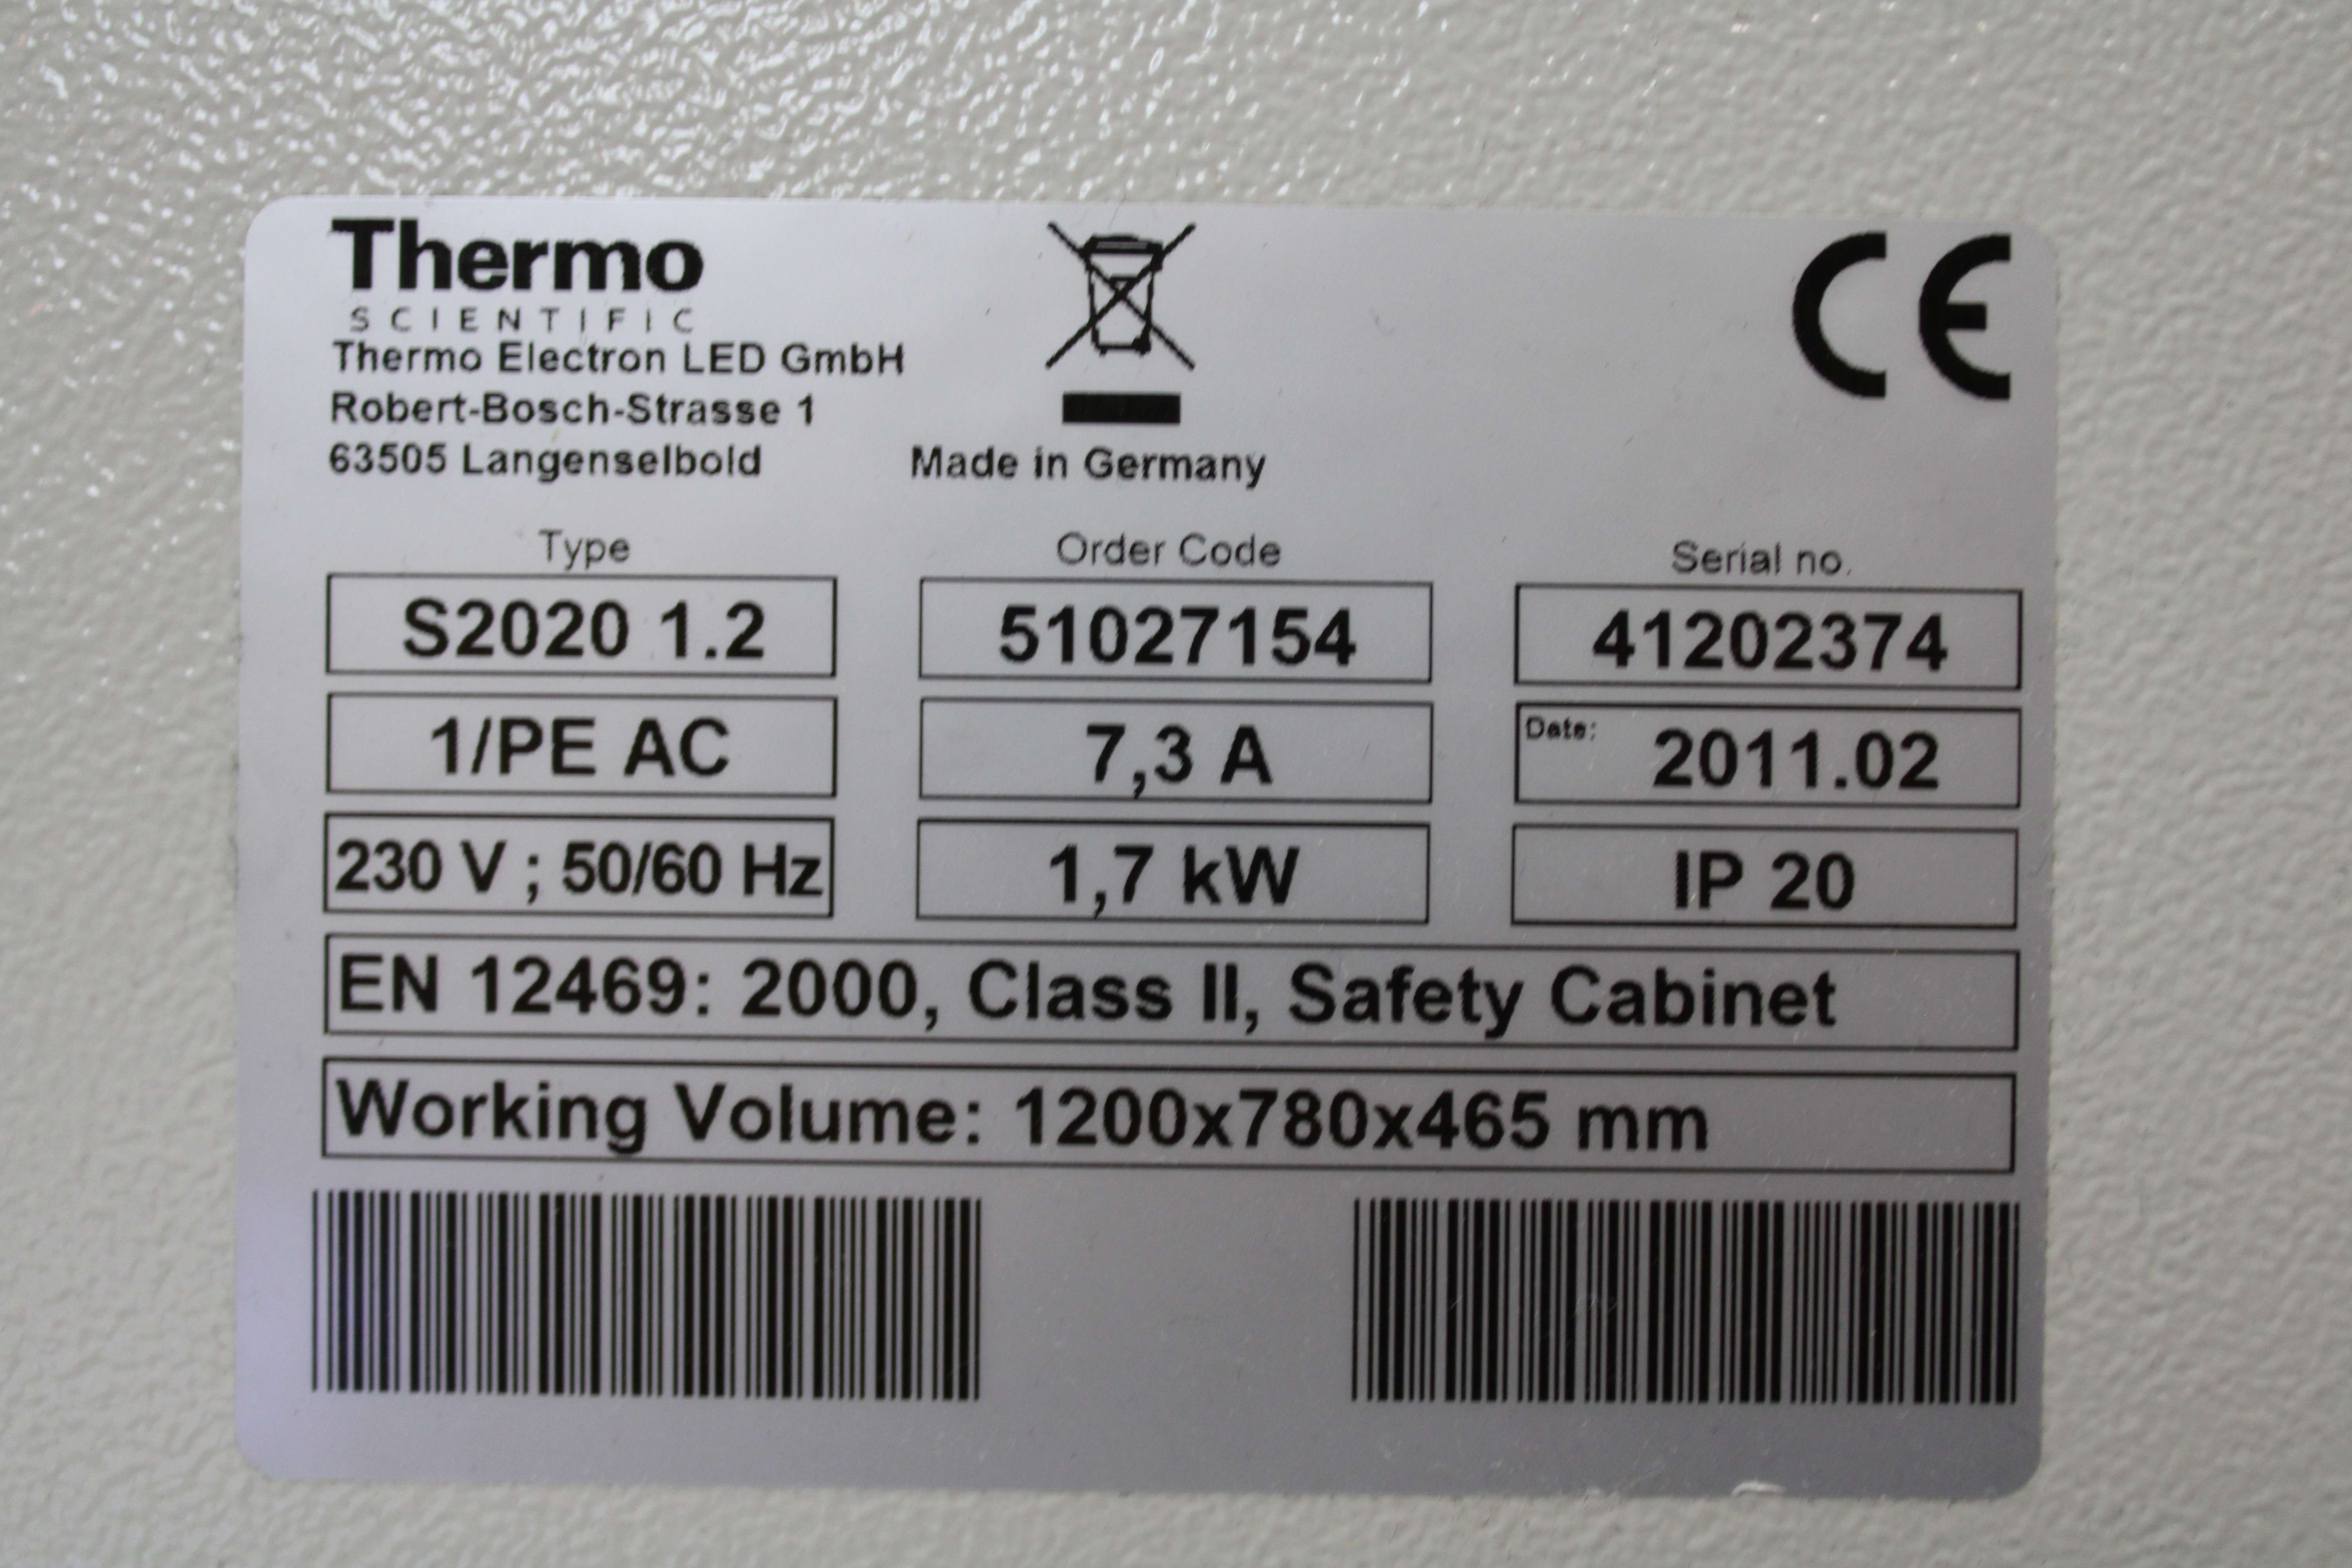 Thermo
SCIENTIFIC
Thermo Electron LED GmbH
Robert-Bosch-Strasse 1
63505 Langenselbold
Made in Germany
CE
Type
Order Code
Serial no.
S2020 1.2
51027154
41202374
1/PE AC
7,3 A
Date: 2011.02
230 V ; 50/60 Hz
1,7 kW
IP 20
EN 12469: 2000, Class II, Safety Cabinet
Working Volume: 1200x780x465 mm